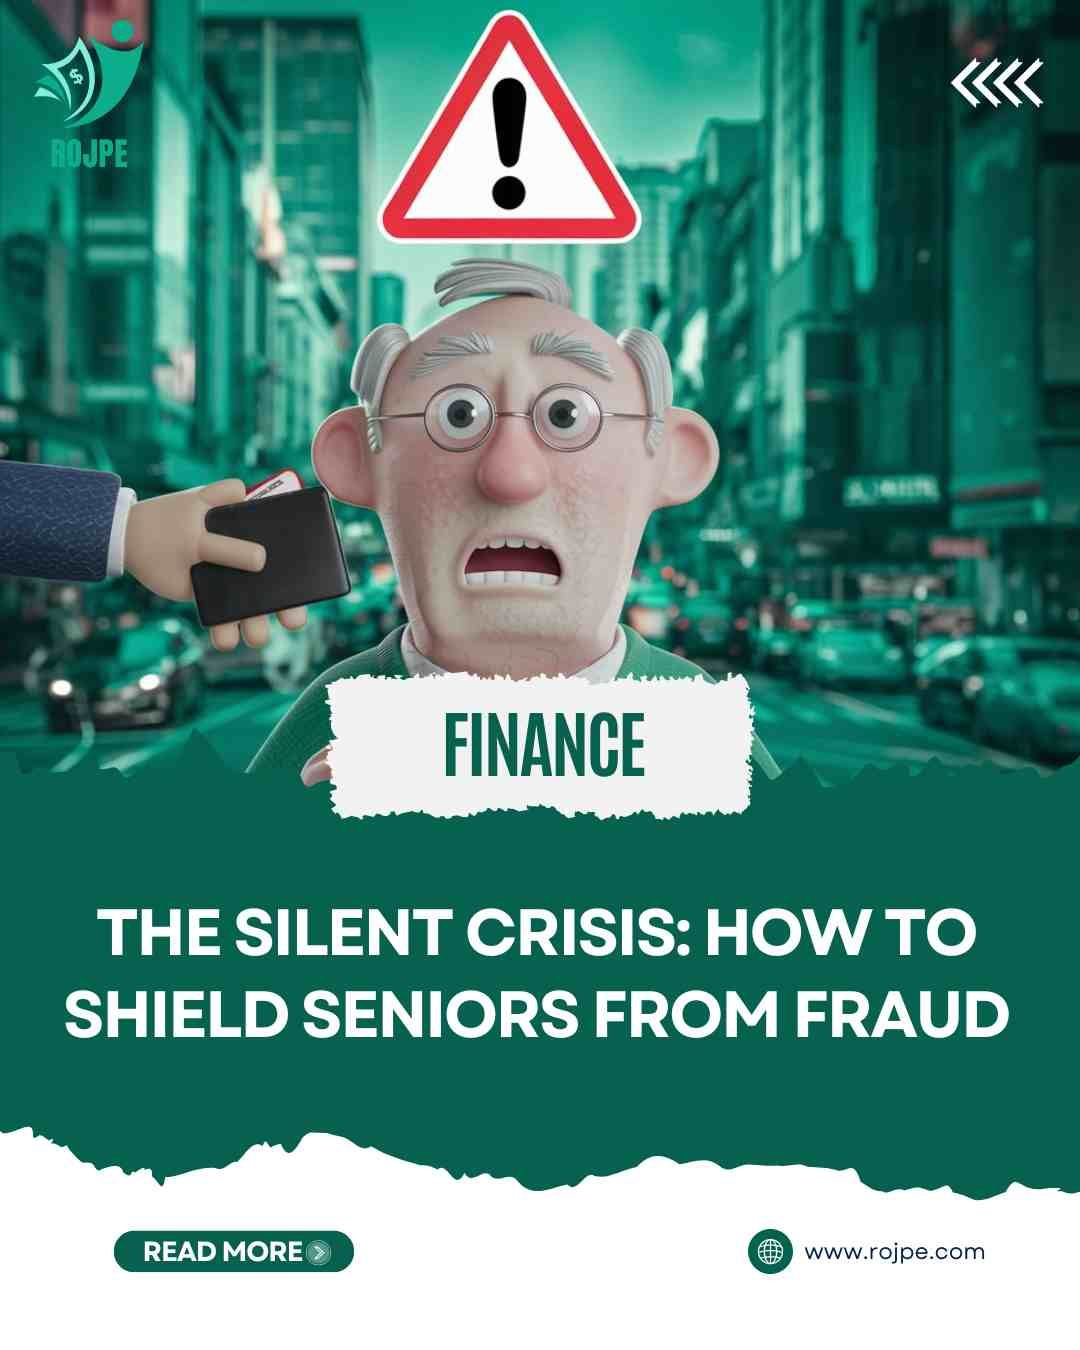 ROJPE
!
FINANCE
THE SILENT CRISIS: HOW TO
SHIELD SENIORS FROM FRAUD
READ MORE
www.rojpe.com